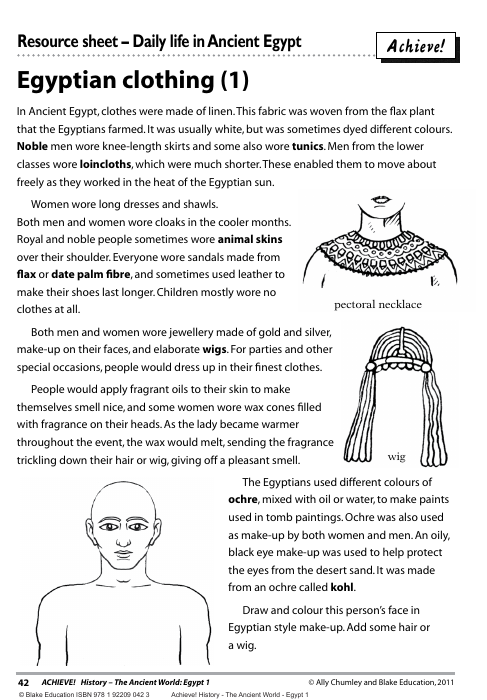 Resource sheet – Daily life in Ancient Egypt
Achieve!
Egyptian clothing (1)
In Ancient Egypt, clothes were made of linen. This fabric was woven from the flax plant
that the Egyptians farmed. It was usually white, but was sometimes dyed different colours.
Noble men wore knee-length skirts and some also wore tunics. Men from the lower
classes wore loincloths, which were much shorter. These enabled them to move about
freely as they worked in the heat of the Egyptian sun.
Women wore long dresses and shawls.
Both men and women wore cloaks in the cooler months.
Royal and noble people sometimes wore animal skins
over their shoulder. Everyone wore sandals made from
flax or date palm fibre, and sometimes used leather to
make their shoes last longer. Children mostly wore no
clothes at all.
pectoral necklace
Both men and women wore jewellery made of gold and silver,
make-up on their faces, and elaborate wigs. For parties and other
special occasions, people would dress up in their finest clothes.
People would apply fragrant oils to their skin to make
themselves smell nice, and some women wore wax cones filled
with fragrance on their heads. As the lady became warmer
throughout the event, the wax would melt, sending the fragrance
trickling down their hair or wig, giving off a pleasant smell.
wig
The Egyptians used different colours of
ochre, mixed with oil or water, to make paints
used in tomb paintings. Ochre was also used
as make-up by both women and men. An oily,
black eye make-up was used to help protect
the eyes from the desert sand. It was made
from an ochre called kohl.
Draw and colour this person's face in
Egyptian style make-up. Add some hair or
a wig.
42 ACHIEVE! History – The Ancient World: Egypt 1 © Ally Chumley and Blake Education, 2011
© Blake Education ISBN 978 1 92209 042 3 Achieve! History - The Ancient World - Egypt 1